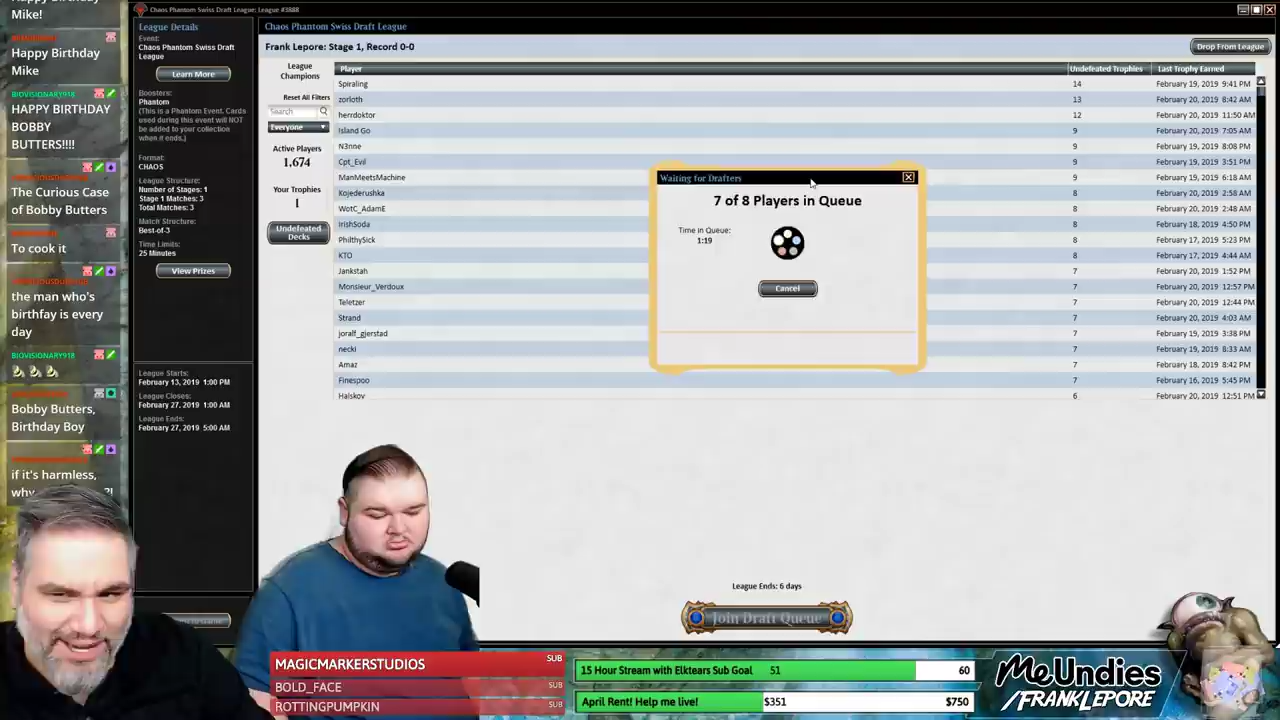 Mike!
Happy Birthday
Mike
BIOVISIONARY918
HAPPY BIRTHDAY
BOBBY
BUTTERS!!!!
The Curious Case
of Bobby Butters
To cook it
the man who's
birthfay is every
day
BIOVISIONARY918
Bobby Butters,
Birthday Boy
if it's harmless,
Chaos Phantom Swiss Draft League: League #3888
League Details
Event:
Chaos Phantom Swiss Draft
League
Learn More
Boosters:
Phantom
(This is a Phantom Event. Cards
used during this event will NOT
be added to your collection
when it ends.)
Format:
CHAOS
League Structure:
Number of Stages: 1
Stage 1 Matches: 3
Total Matches: 3
Match Structure:
Best-of-3
Time Limits:
25 Minutes
View Prizes
League Starts:
February 13, 2019 1:00 PM
League Closes:
February 27, 2019 1:00 AM
League Ends:
February 27, 2019 5:00 AM
Chaos Phantom Swiss Draft League
Frank Lepore: Stage 1, Record 0-0
Drop From League
League
Champions
Reset All Filters
Search
Everyone
Active Players
1,674
Your Trophies
1
Undefeated
Decks
Player Undefeated Trophies Last Trophy Earned
Spiraling 14 February 19, 2019 9:41 PM
zorloth 13 February 20, 2019 8:42 AM
herrdoktor 12 February 20, 2019 11:50 AM
Island Go 9 February 20, 2019 7:05 AM
N3nne 9 February 19, 2019 9:08 PM
Cpt_Evil 9 February 19, 2019 3:51 PM
ManMeetsMachine 9 February 19, 2019 6:18 AM
Kojederushka 8 February 20, 2019 2:58 AM
WotC_AdamE 8 February 20, 2019 2:48 AM
IrishSoda 8 February 18, 2019 4:50 PM
PhilthySick 8 February 17, 2019 5:23 PM
KTO 8 February 17, 2019 4:44 AM
Jankstah 7 February 20, 2019 1:52 PM
Monsieur_Verdoux 7 February 20, 2019 12:57 PM
Teletzer 7 February 20, 2019 12:44 PM
Strand 7 February 20, 2019 4:03 AM
joralf_gjerstad 7 February 19, 2019 3:38 PM
necki 7 February 19, 2019 8:33 AM
Amaz 7 February 18, 2019 8:42 PM
Finespoo 7 February 16, 2019 5:45 PM
Halskov 6 February 20, 2019 12:51 PM
Waiting for Drafters
7 of 8 Players in Queue
Time in Queue:
1:19
Cancel
League Ends: 6 days
Join Draft Queue
MAGICMARKERSTUDIOS SUB
BOLD_FACE SUB
ROTTINGPUMPKIN SUB
15 Hour Stream with Elktears Sub Goal 51 60
April Rent! Help me live! $351 $750
MeUndies
/FRANKLEPORE